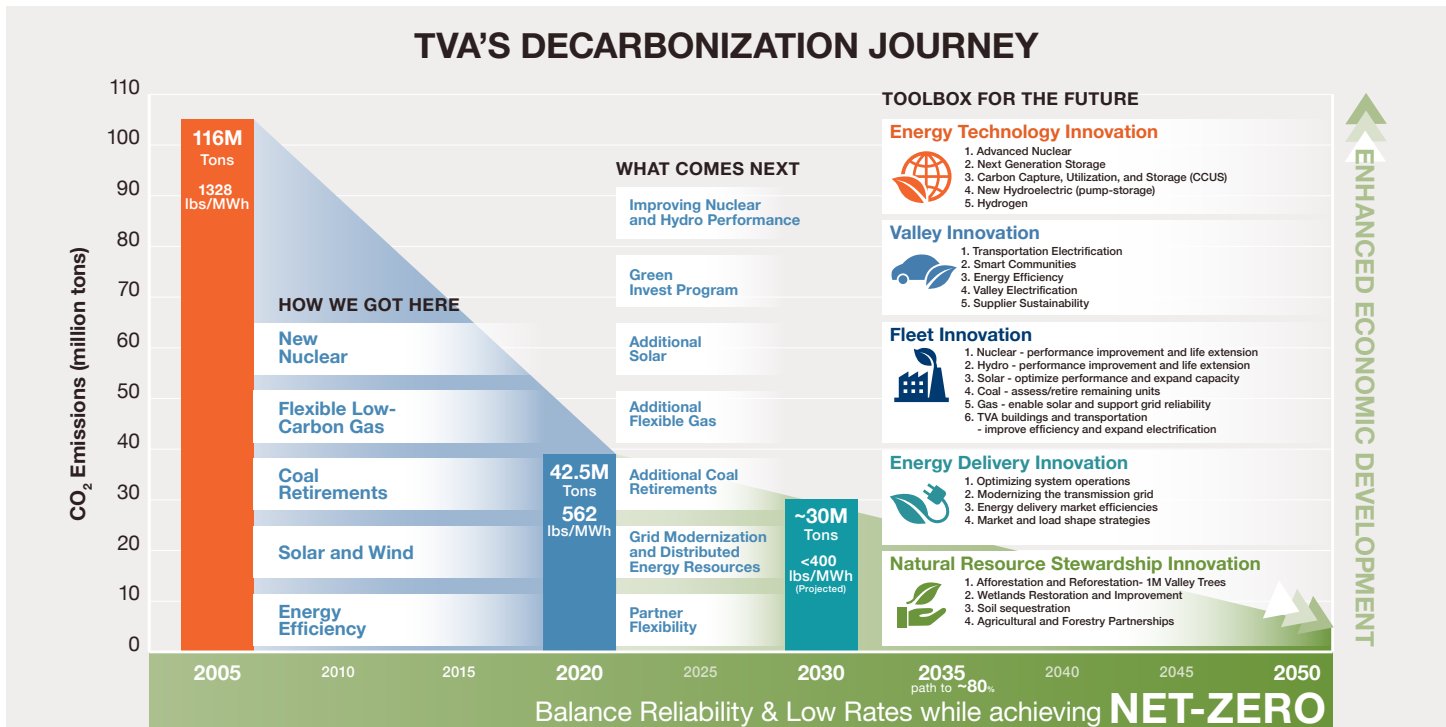 TVA'S DECARBONIZATION JOURNEY
CO2 Emissions (million tons)
110
100
90
80
70
60
50
40
30
20
10
0
116M
Tons
1328
lbs/MWh
HOW WE GOT HERE
New
Nuclear
Flexible Low-
Carbon Gas
Coal
Retirements
Solar and Wind
Energy
Efficiency
42.5M
Tons
562
lbs/MWh
WHAT COMES NEXT
Improving Nuclear
and Hydro Performance
Green
Invest Program
Additional
Solar
Additional
Flexible Gas
Additional Coal
Retirements
Grid Modernization
and Distributed
Energy Resources
Partner
Flexibility
~30M
Tons
<400
lbs/MWh
(Projected)
TOOLBOX FOR THE FUTURE
Energy Technology Innovation
1. Advanced Nuclear
2. Next Generation Storage
3. Carbon Capture, Utilization, and Storage (CCUS)
4. New Hydroelectric (pump-storage)
5. Hydrogen
Valley Innovation
1. Transportation Electrification
2. Smart Communities
3. Energy Efficiency
4. Valley Electrification
5. Supplier Sustainability
Fleet Innovation
1. Nuclear - performance improvement and life extension
2. Hydro - performance improvement and life extension
3. Solar - optimize performance and expand capacity
4. Coal - assess/retire remaining units
5. Gas - enable solar and support grid reliability
6. TVA buildings and transportation
- improve efficiency and expand electrification
Energy Delivery Innovation
1. Optimizing system operations
2. Modernizing the transmission grid
3. Energy delivery market efficiencies
4. Market and load shape strategies
Natural Resource Stewardship Innovation
1. Afforestation and Reforestation- 1M Valley Trees
2. Wetlands Restoration and Improvement
3. Soil sequestration
4. Agricultural and Forestry Partnerships
ENHANCED ECONOMIC DEVELOPMENT
2005 2010 2015 2020 2025 2030 2035 2040 2045 2050
path to ~80%
Balance Reliability & Low Rates while achieving NET-ZERO